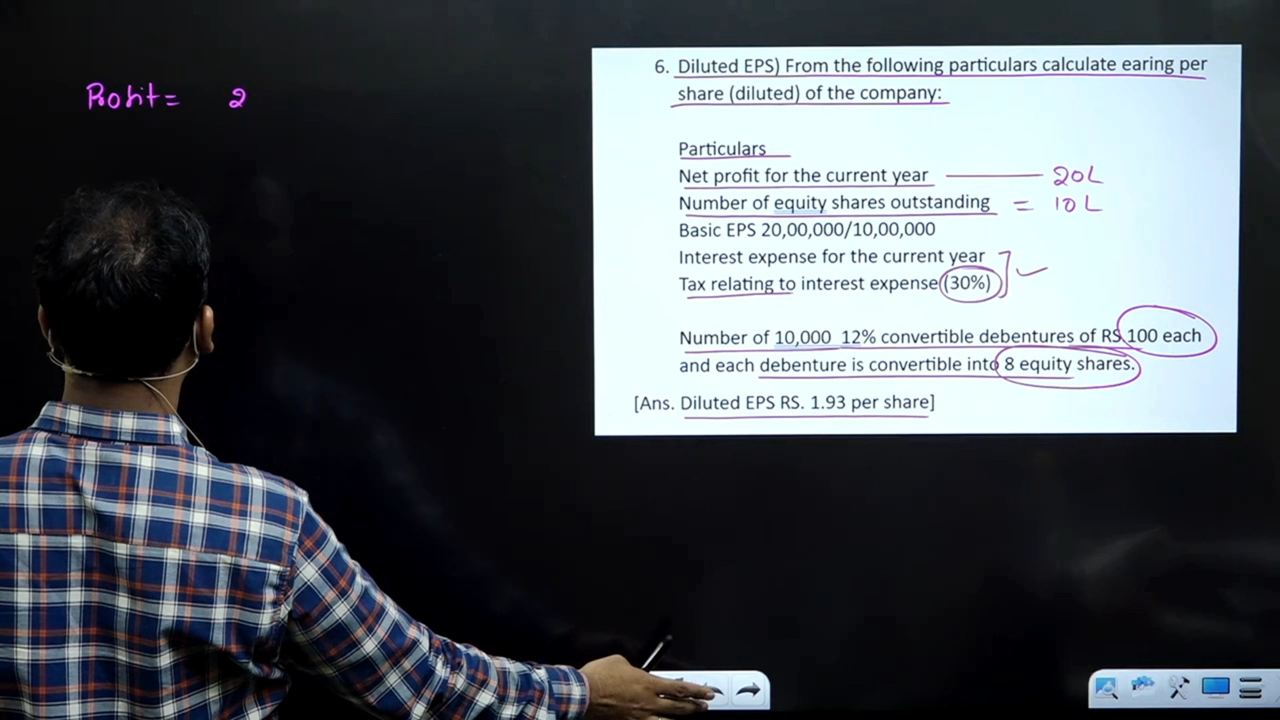 Profit = 2
6. Diluted EPS) From the following particulars calculate earing per
share (diluted) of the company:
Particulars
Net profit for the current year 20L
Number of equity shares outstanding = 10L
Basic EPS 20,00,000/10,00,000
Interest expense for the current year
Tax relating to interest expense (30%)
Number of 10,000 12% convertible debentures of RS 100 each
and each debenture is convertible into 8 equity shares.
[Ans. Diluted EPS RS. 1.93 per share]